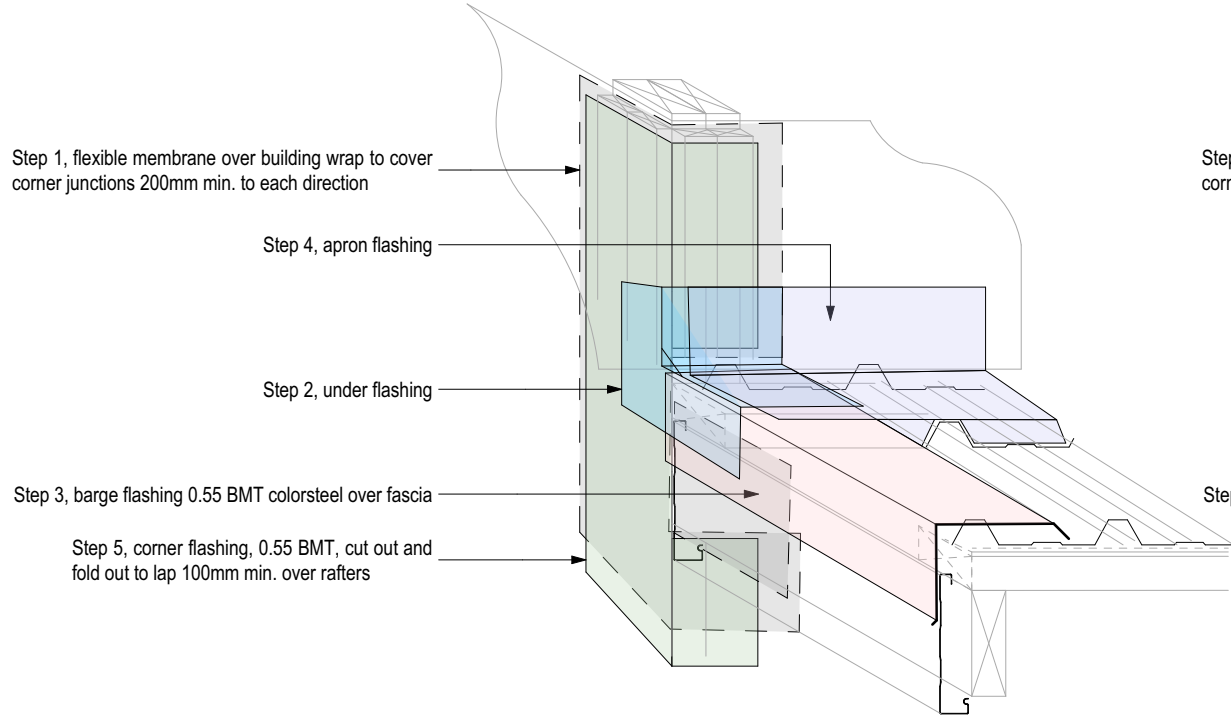 Step 1, flexible membrane over building wrap to cover
corner junctions 200mm min. to each direction
Step
corr
Step 4, apron flashing
Step 2, under flashing
Step 3, barge flashing 0.55 BMT colorsteel over fascia
Step
Step 5, corner flashing, 0.55 BMT, cut out and
fold out to lap 100mm min. over rafters